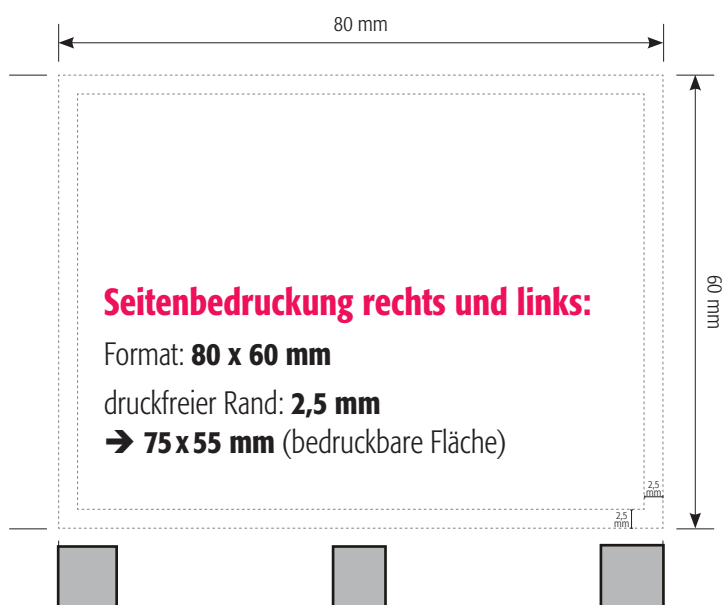 80 mm
60 mm
Seitenbedruckung rechts und links:
Format: 80 x 60 mm
druckfreier Rand: 2,5 mm
➔ 75 x 55 mm (bedruckbare Fläche)
2,5
mm
2,5
mm